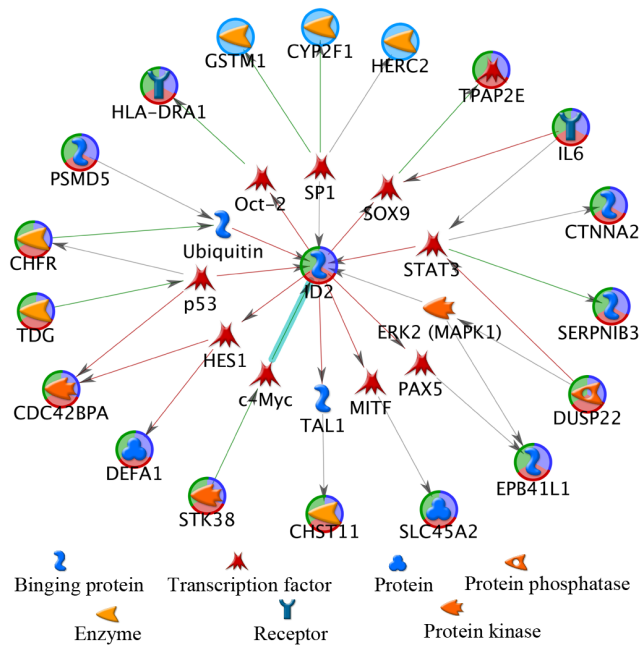 GSTM1
CYP2F1
HERC2
HLA-DRA1
TPAP2E
IL6
PSMD5
Oct-2
SP1
SOX9
CTNNA2
Ubiquitin
CHFR
ID2
STAT3
p53
SERPNIB3
TDG
ERK2 (MAPK1)
HES1
c-Myc
TAL1
MITF
PAX5
CDC42BPA
DUSP22
DEFA1
EPB41L1
STK38
CHST11
SLC45A2
Binging protein
Transcription factor
Protein
Protein phosphatase
Enzyme
Receptor
Protein kinase